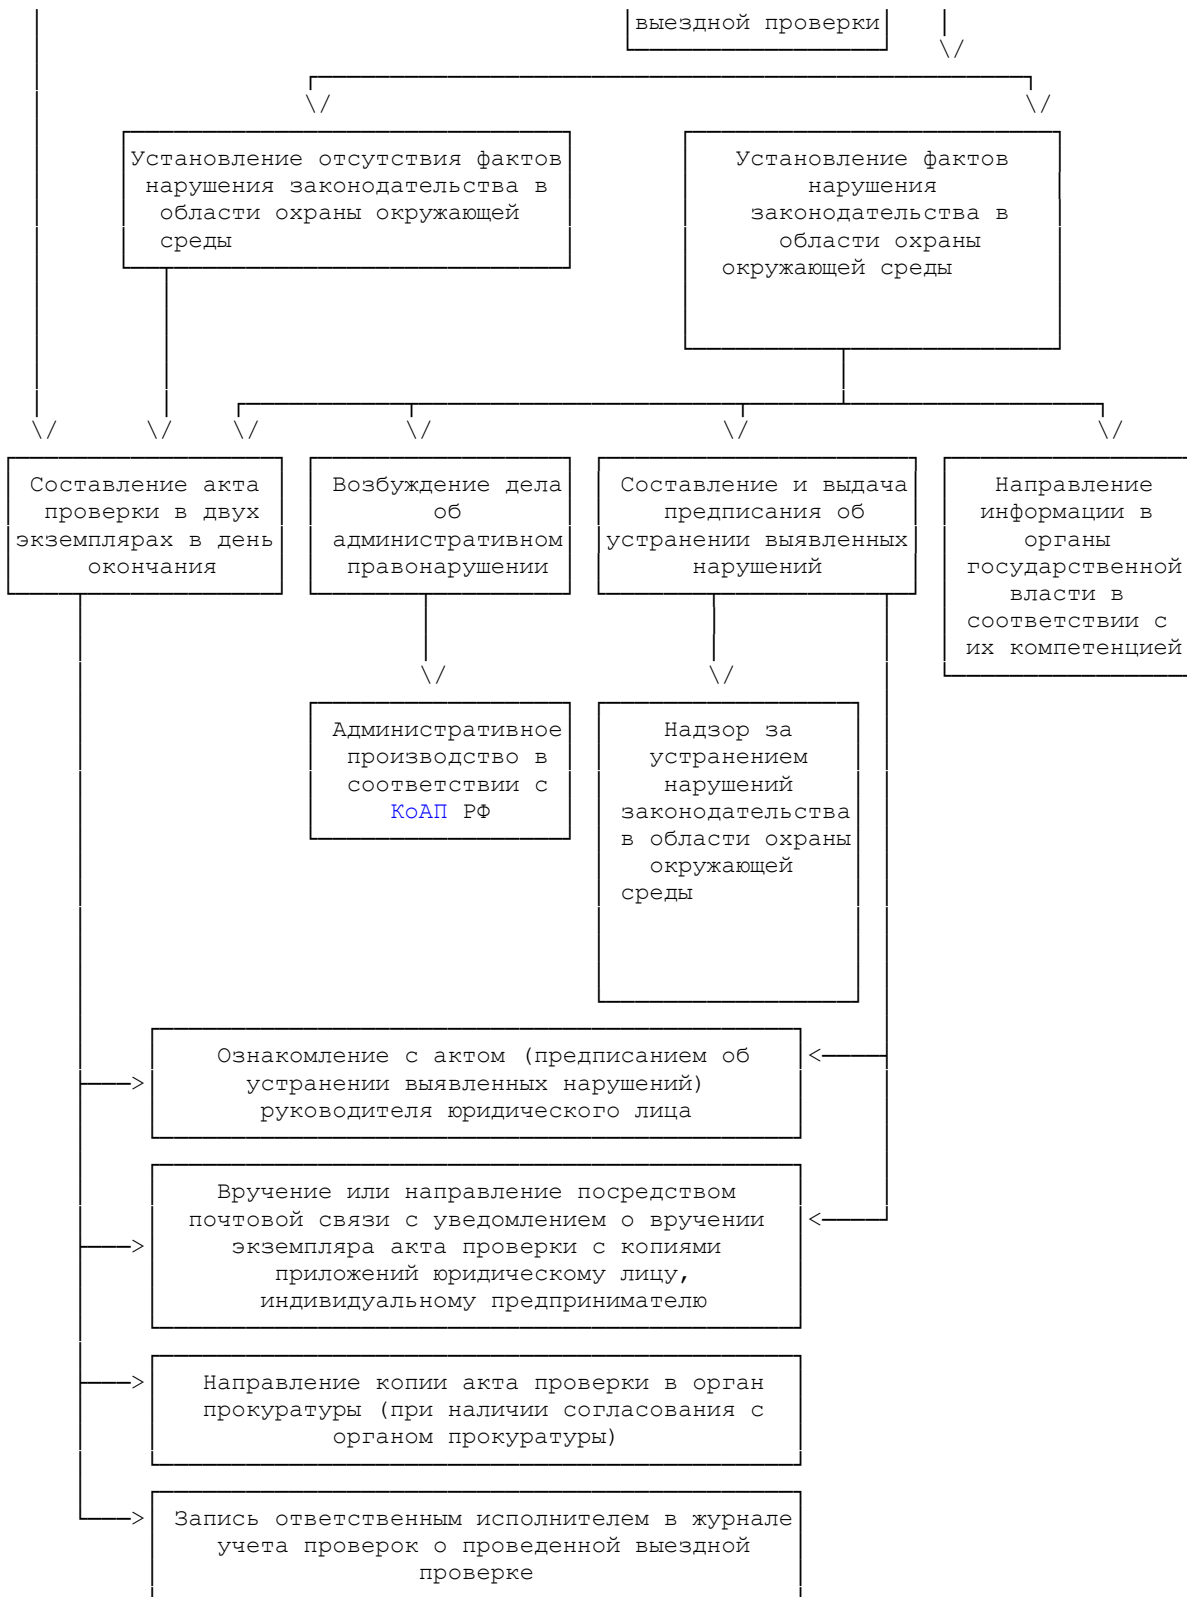 выездной проверки
Установление отсутствия фактов
нарушения законодательства в
области охраны окружающей
среды
Установление фактов
нарушения
законодательства в
области охраны
окружающей среды
Составление акта
проверки в двух
экземплярах в день
окончания
Возбуждение дела
об
административном
правонарушении
Составление и выдача
предписания об
устранении выявленных
нарушений
Направление
информации в
органы
государственной
власти в
соответствии с
их компетенцией
Административное
производство в
соответствии с
КоАП РФ
Надзор за
устранением
нарушений
законодательства
в области охраны
окружающей
среды
Ознакомление с актом (предписанием об
устранении выявленных нарушений)
руководителя юридического лица
Вручение или направление посредством
почтовой связи с уведомлением о вручении
экземпляра акта проверки с копиями
приложений юридическому лицу,
индивидуальному предпринимателю
Направление копии акта проверки в орган
прокуратуры (при наличии согласования с
органом прокуратуры)
Запись ответственным исполнителем в журнале
учета проверок о проведенной выездной
проверке